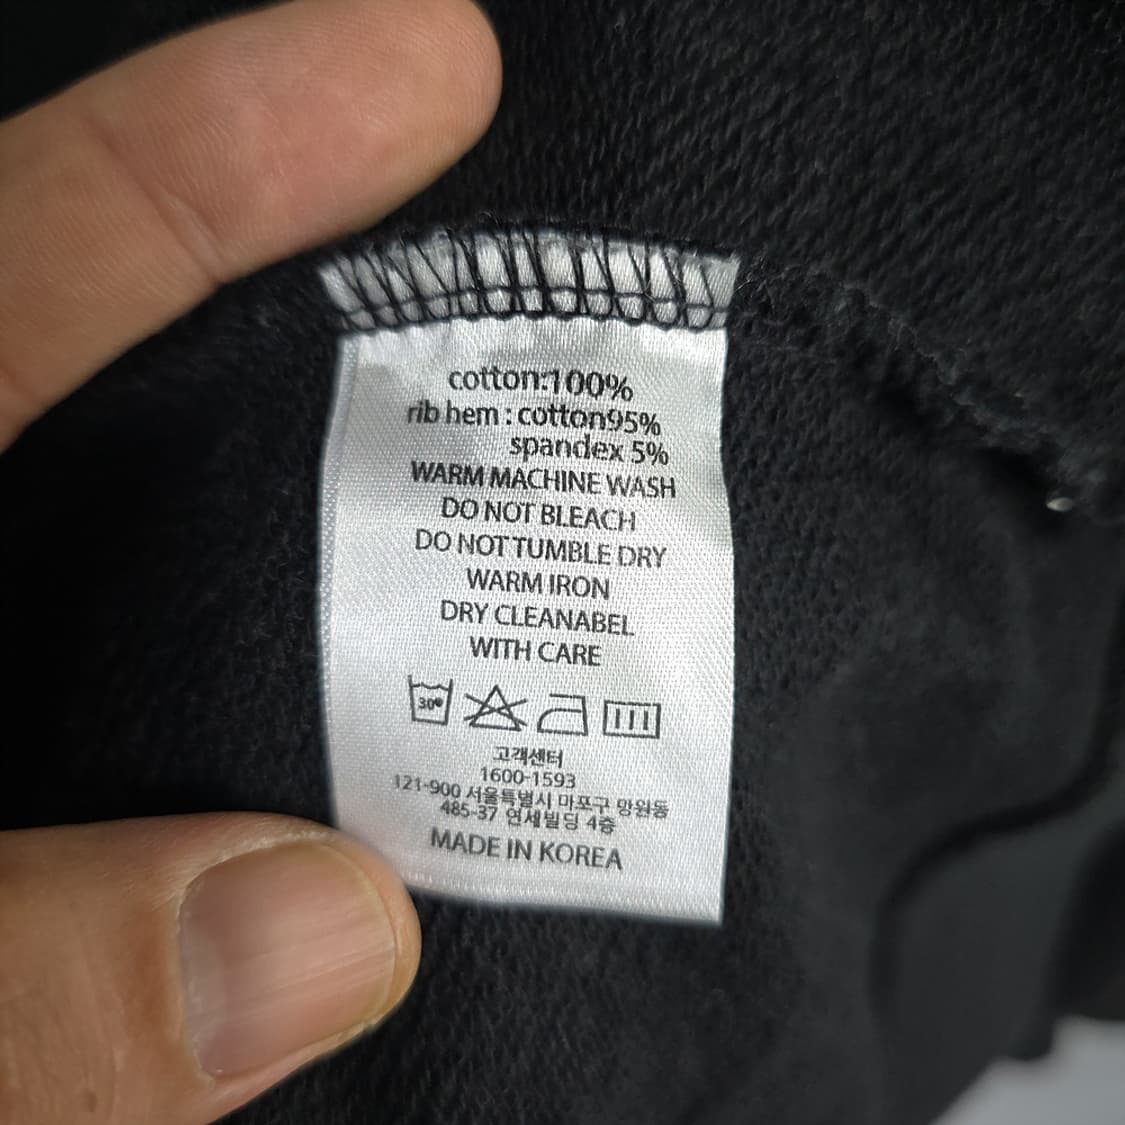 cotton:100%
rib hem : cotton95%
spandex 5%
WARM MACHINE WASH
DO NOT BLEACH
DO NOT TUMBLE DRY
WARM IRON
DRY CLEANABEL
WITH CARE
30°
고객센터
1600-1593
121-900 서울특별시 마포구 망원동
485-37 연세빌딩 4층
MADE IN KOREA